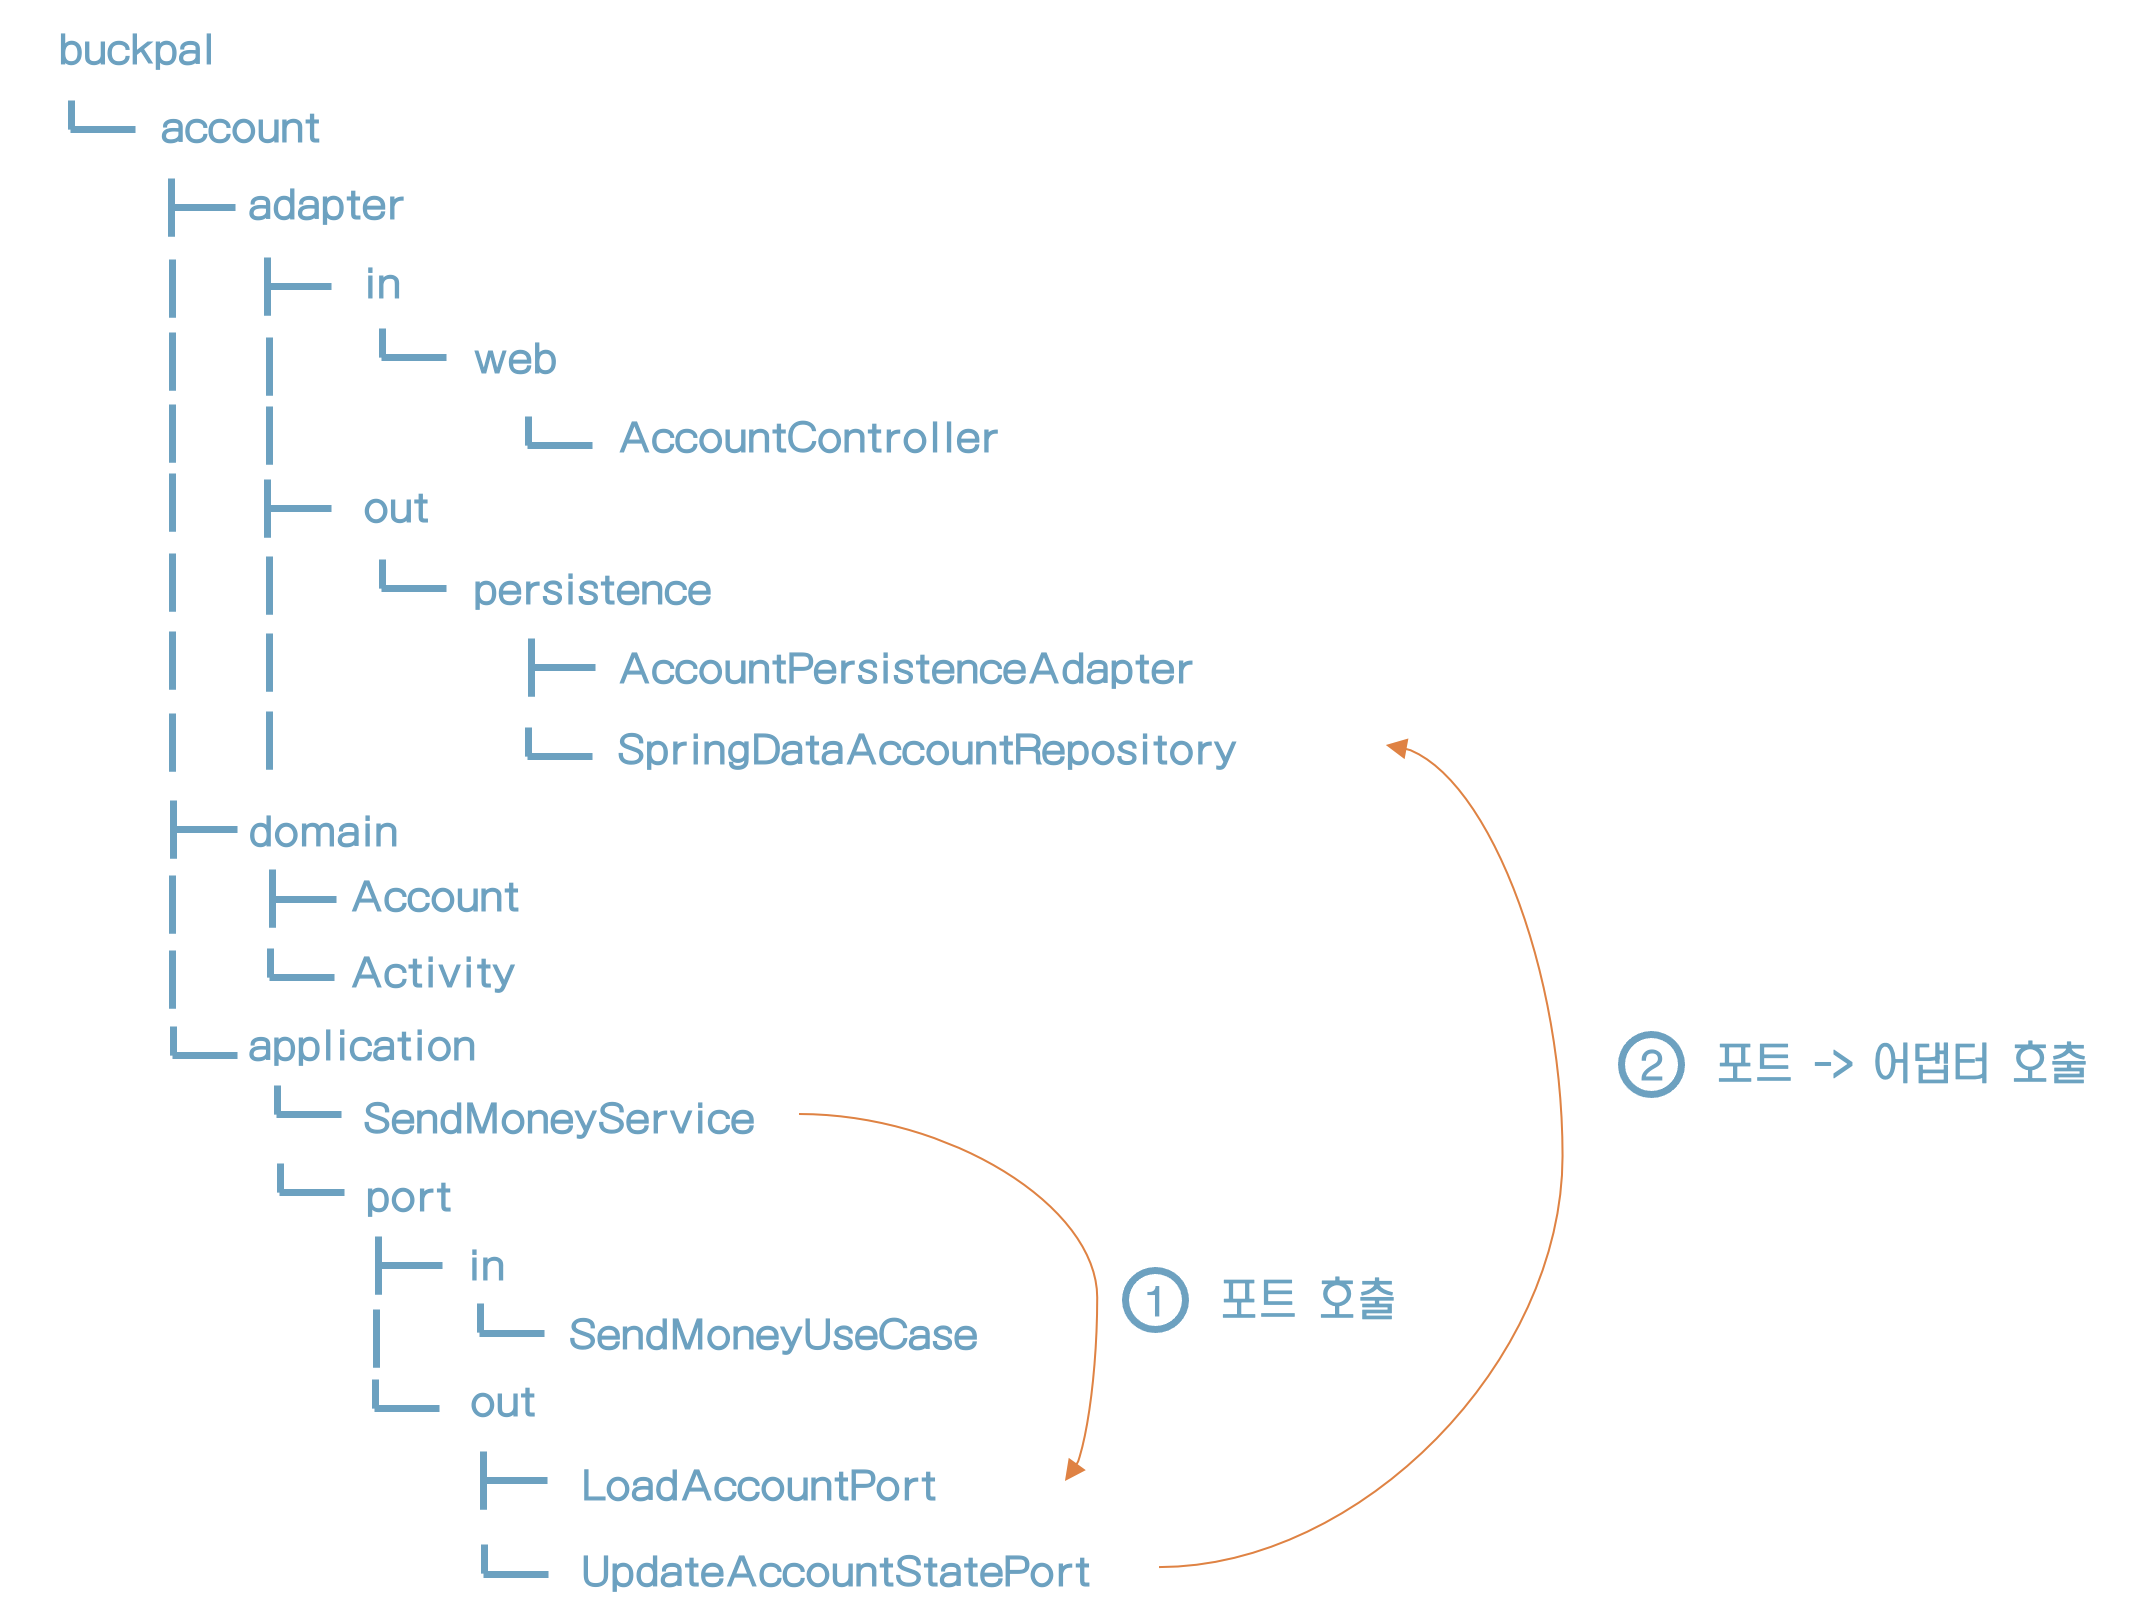 buckpal
account
adapter
in
web
AccountController
out
persistence
AccountPersistenceAdapter
SpringDataAccountRepository
domain
Account
Activity
application
② 포트 -> 어댑터 호출
SendMoneyService
port
in
① 포트 호출
SendMoneyUseCase
out
LoadAccountPort
UpdateAccountStatePort